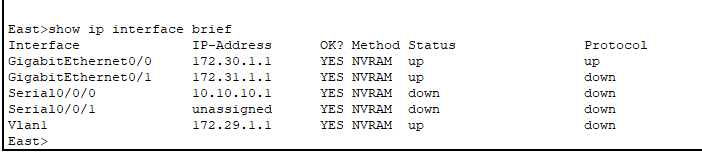 East>show ip interface brief
Interface IP-Address OK? Method Status Protocol
GigabitEthernet0/0 172.30.1.1 YES NVRAM up up
GigabitEthernet0/1 172.31.1.1 YES NVRAM up down
Serial0/0/0 10.10.10.1 YES NVRAM down down
Serial0/0/1 unassigned YES NVRAM down down
Vlan1 172.29.1.1 YES NVRAM up down
East>